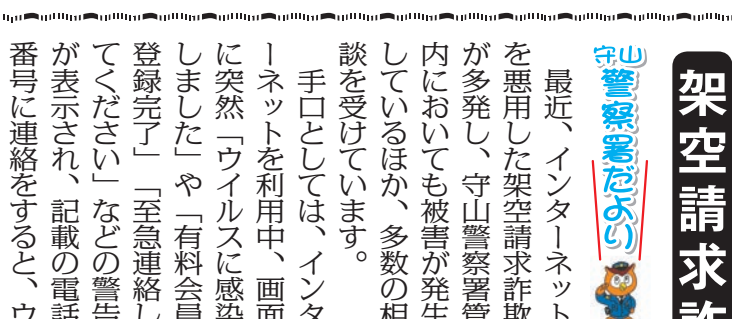 架空請求詐
守山
警察署だより
最近、インターネット
を悪用した架空請求詐欺
が多発し、守山警察署管
内においても被害が発生
しているほか、多数の相
談を受けています。
手口としては、インタ
ーネットを利用中、画面
に突然「ウイルスに感染
しました」や「有料会員
登録完了」「至急連絡し
てください」などの警告
が表示され、記載の電話
番号に連絡をすると、ウ